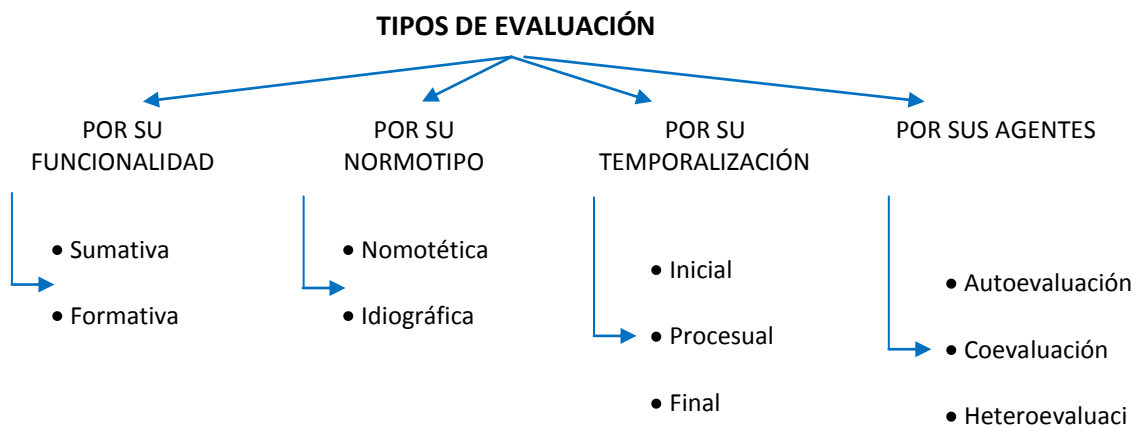 TIPOS DE EVALUACIÓN
POR SU
FUNCIONALIDAD
• Sumativa
• Formativa
POR SU
NORMOTIPO
• Nomotética
• Idiográfica
POR SU
TEMPORALIZACIÓN
• Inicial
• Procesual
• Final
POR SUS AGENTES
• Autoevaluación
• Coevaluación
• Heteroevaluaci